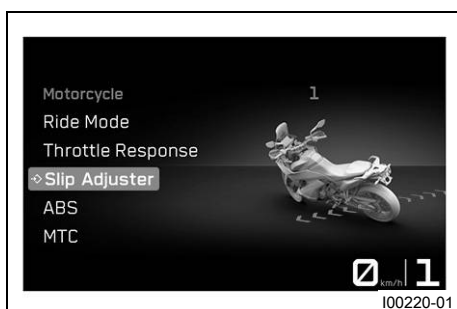 Motorcycle 1
Ride Mode
Throttle Response
Slip Adjuster
ABS
MTC
0 km/h 1
I00220-01